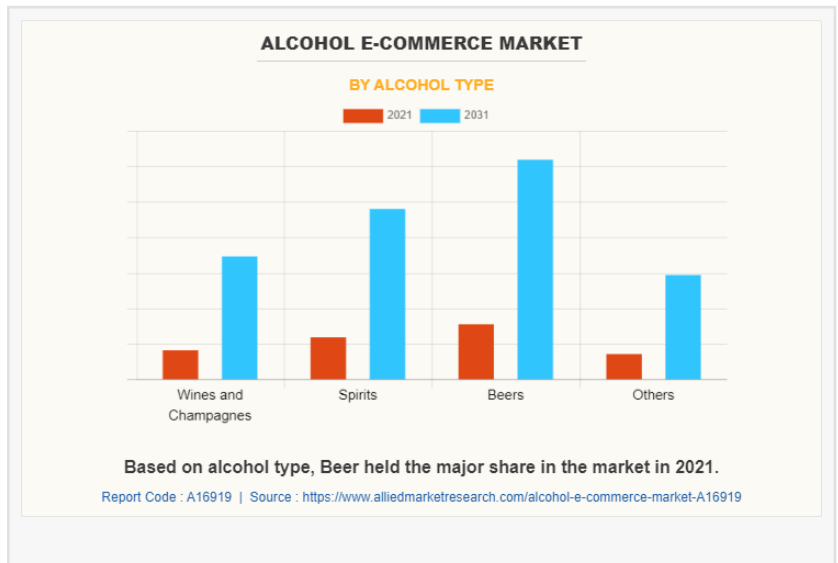 ALCOHOL E-COMMERCE MARKET
BY ALCOHOL TYPE
2021 2031
Wines and Champagnes Spirits Beers Others
Based on alcohol type, Beer held the major share in the market in 2021.
Report Code : A16919 | Source : https://www.alliedmarketresearch.com/alcohol-e-commerce-market-A16919